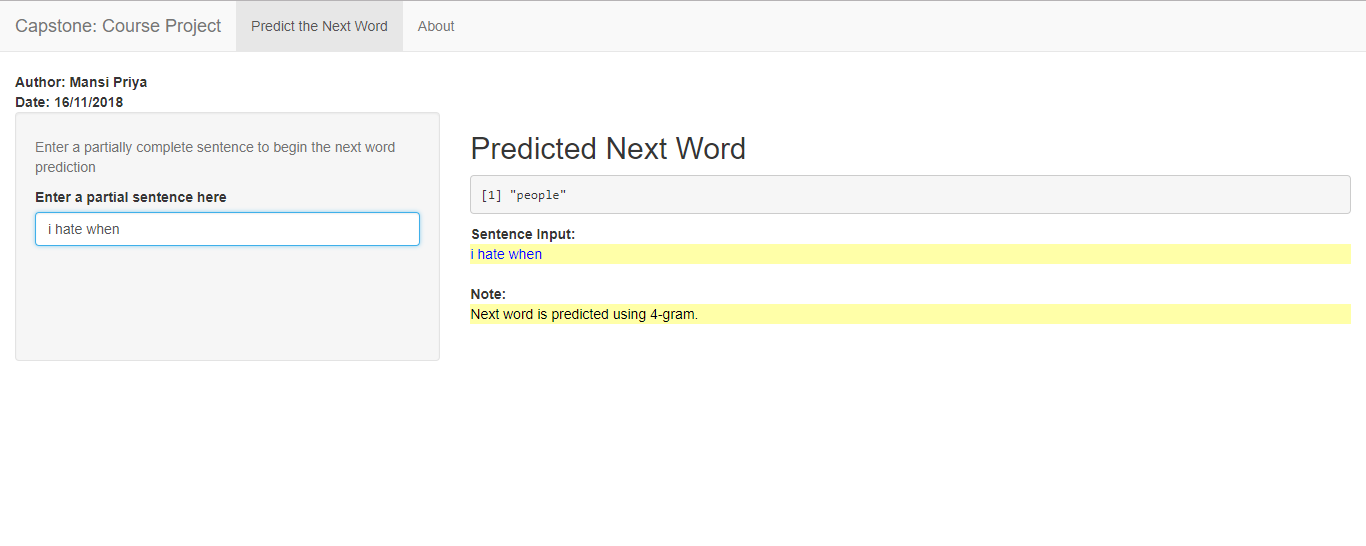 Capstone: Course Project Predict the Next Word About
Author: Mansi Priya
Date: 16/11/2018
Enter a partially complete sentence to begin the next word
prediction
Enter a partial sentence here
i hate when
Predicted Next Word
[1] "people"
Sentence Input:
i hate when
Note:
Next word is predicted using 4-gram.